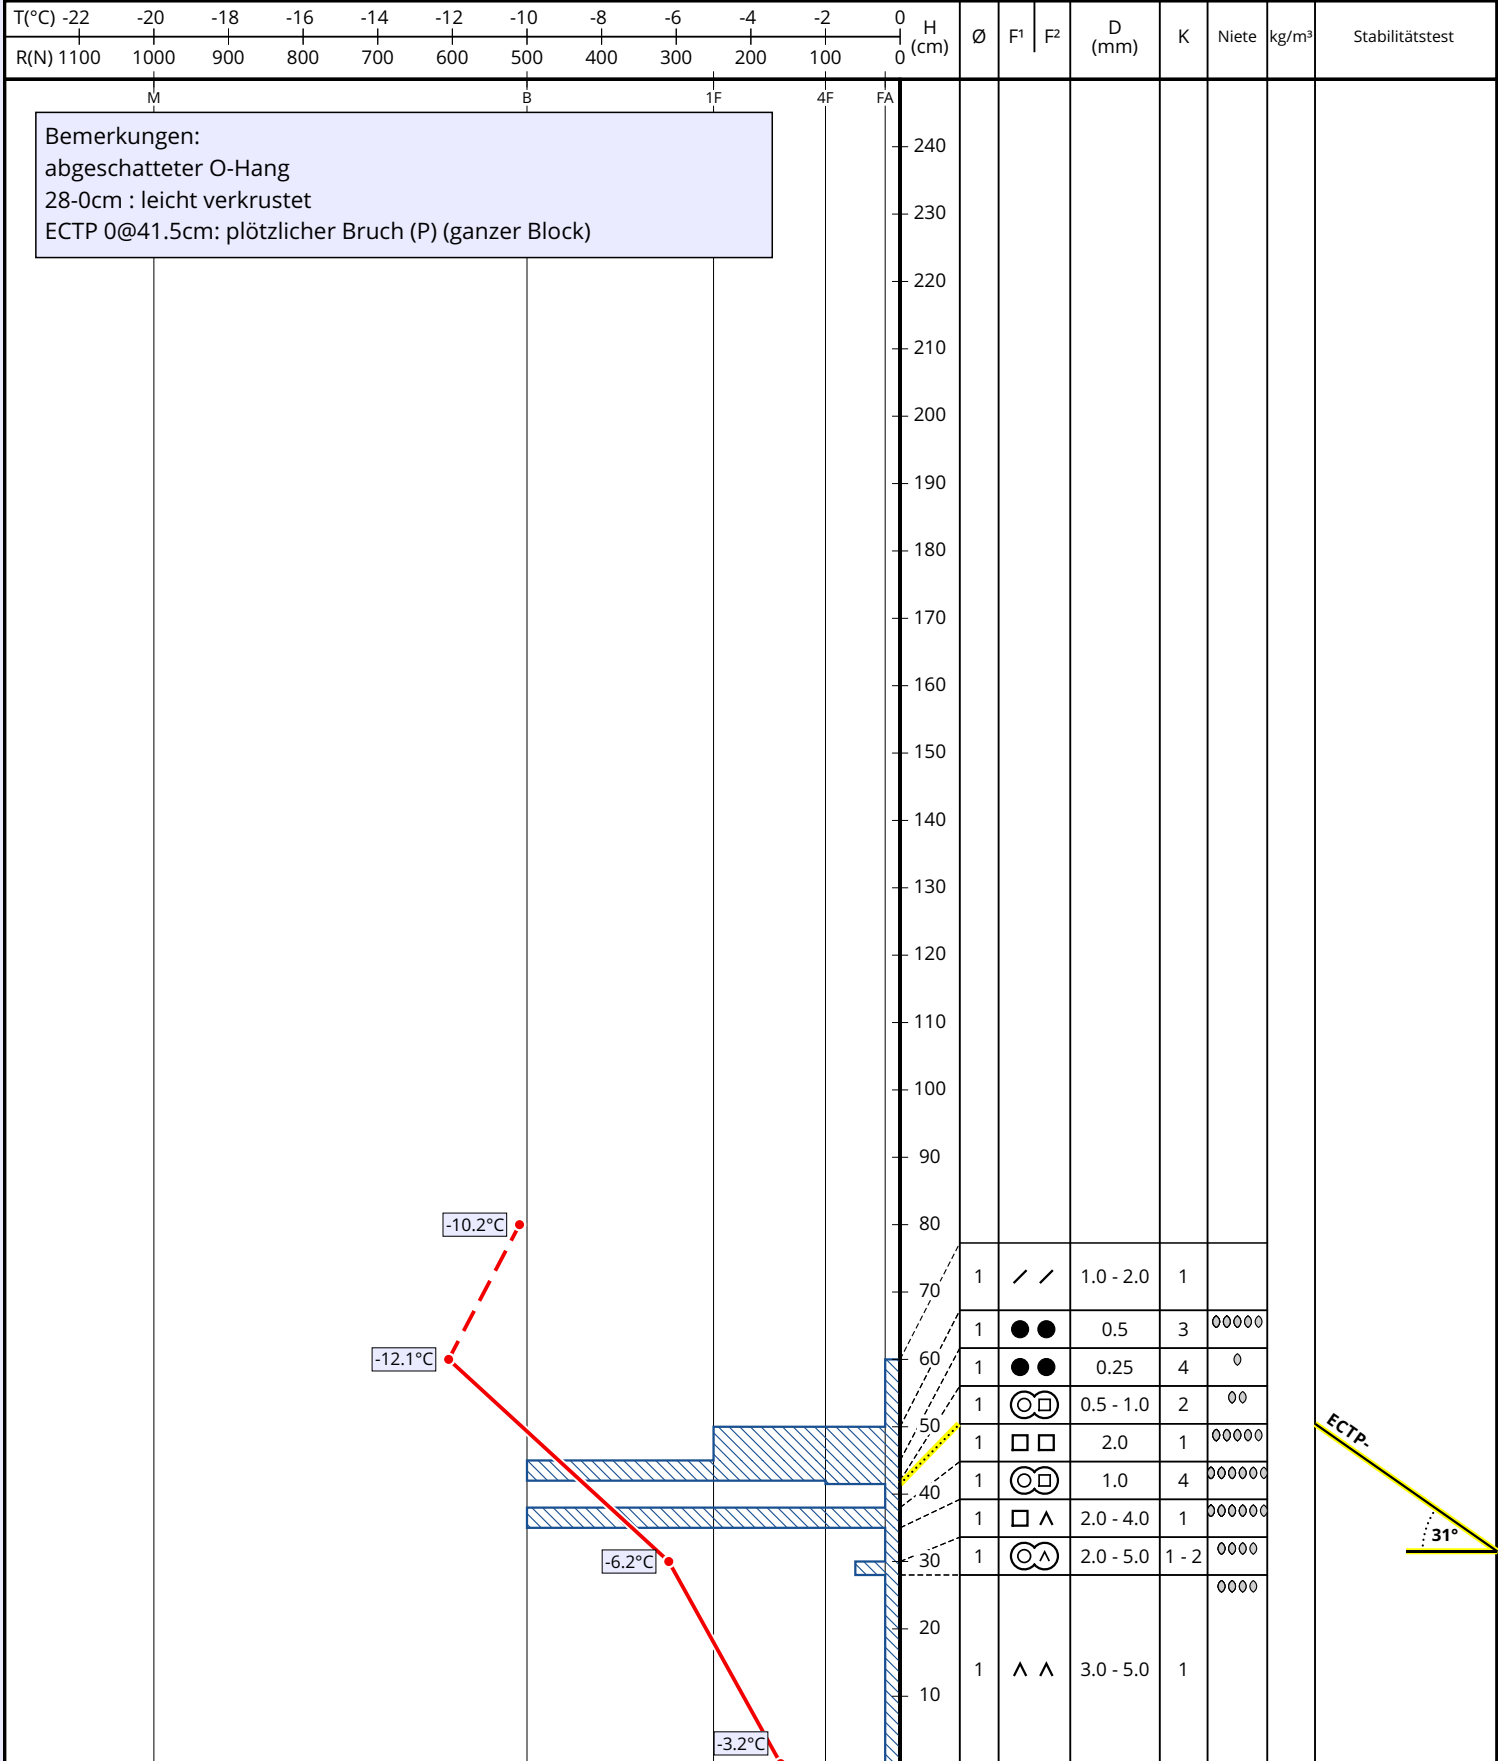 T(°C) -22 -20 -18 -16 -14 -12 -10 -8 -6 -4 -2 0
R(N) 1100 1000 900 800 700 600 500 400 300 200 100 0
H (cm) Ø F¹ F² D (mm) K Niete kg/m³ Stabilitätstest
M B 1F 4F FA
Bemerkungen:
abgeschatteter O-Hang
28-0cm : leicht verkrustet
ECTP 0@41.5cm: plötzlicher Bruch (P) (ganzer Block)
240
230
220
210
200
190
180
170
160
150
140
130
120
110
100
90
-10.2°C 80
70 1 1.0 - 2.0 1
1 0.5 3
-12.1°C 60 1 0.25 4
1 0.5 - 1.0 2
50 1 2.0 1 ECTP-
40 1 1.0 4
1 2.0 - 4.0 1 31°
-6.2°C 30 1 2.0 - 5.0 1 - 2
20
1 3.0 - 5.0 1
10
-3.2°C